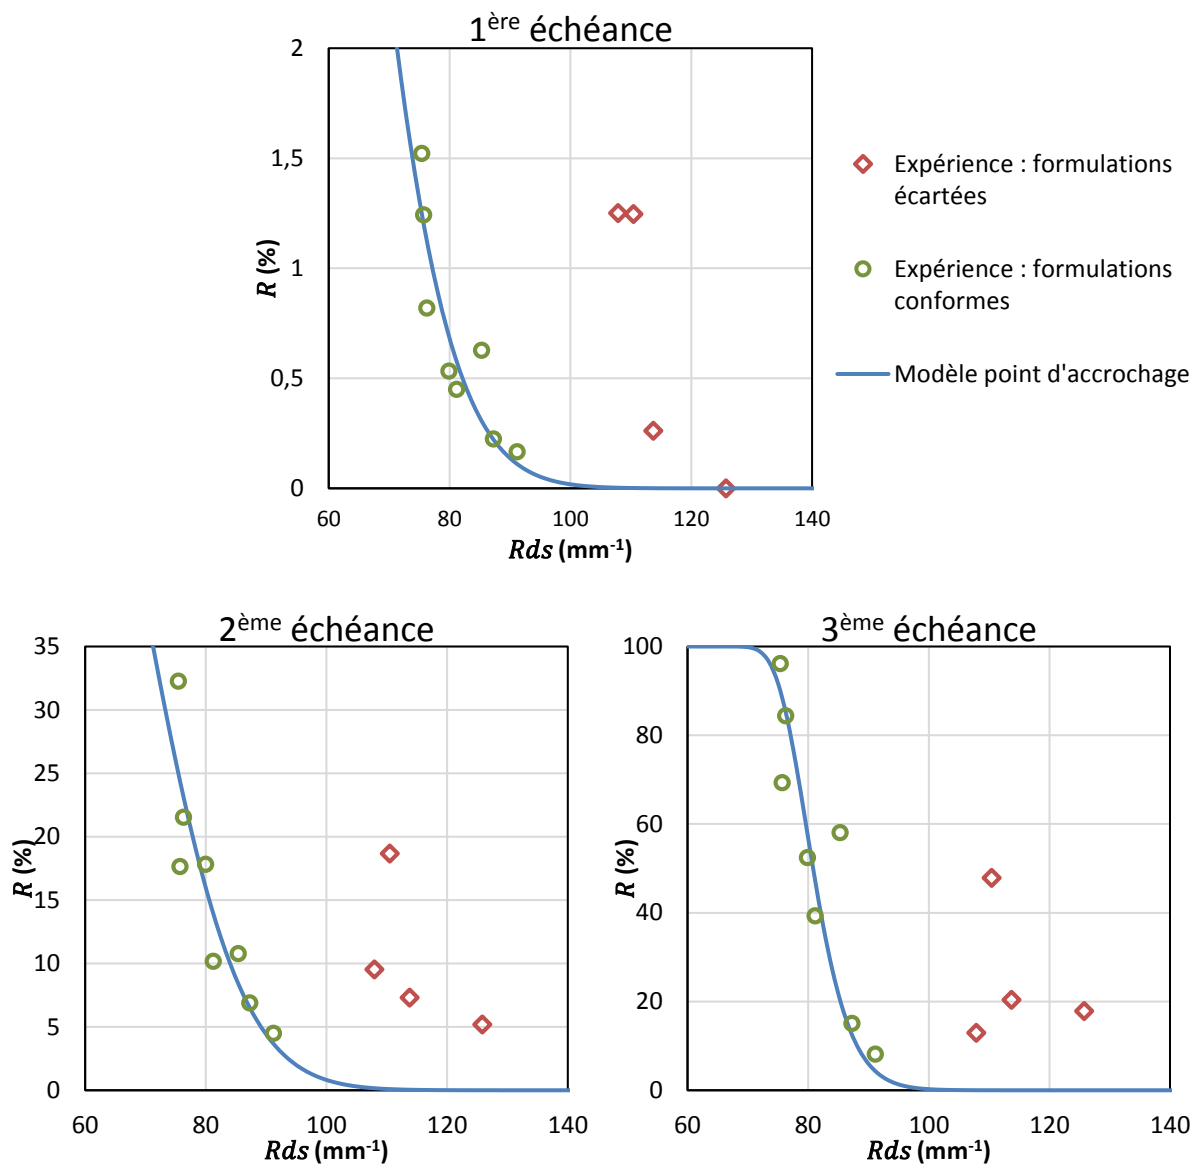 1ère échéance
2
1,5
1
0,5
0
R (%)
60 80 100 120 140
Rds (mm-1)
Expérience : formulations
écartées
Expérience : formulations
conformes
Modèle point d'accrochage
2ème échéance
35
30
25
20
15
10
5
0
R (%)
60 80 100 120 140
Rds (mm-1)
3ème échéance
100
80
60
40
20
0
R (%)
60 80 100 120 140
Rds (mm-1)